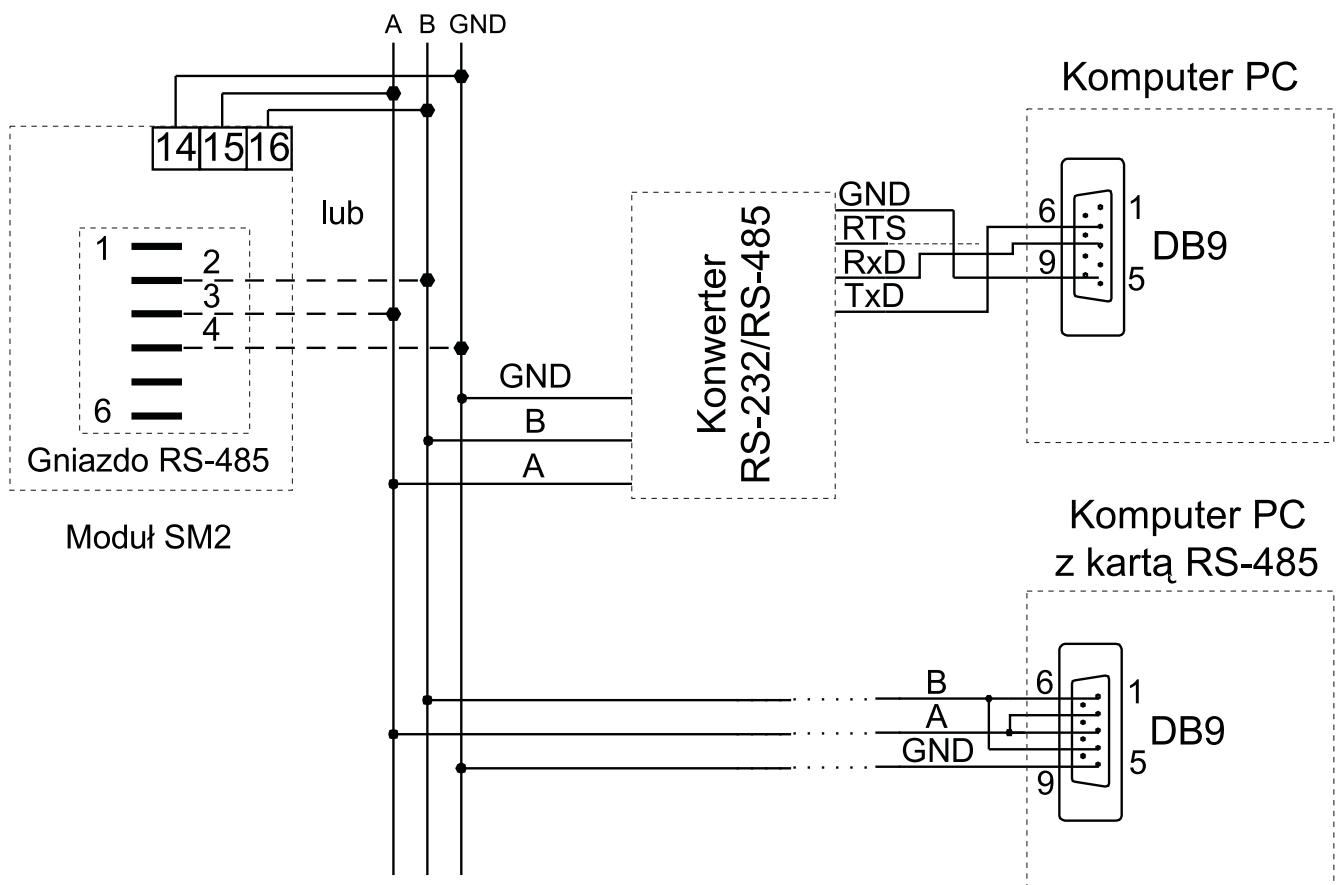 A B GND
Komputer PC
14 15 16
lub
1
2
3
4
6
Gniazdo RS-485
Moduł SM2
GND
B
A
Konwerter
RS-232/RS-485
GND
RTS
RxD
TxD
6
9
1
5
DB9
Komputer PC
z kartą RS-485
B
A
GND
6
9
1
5
DB9